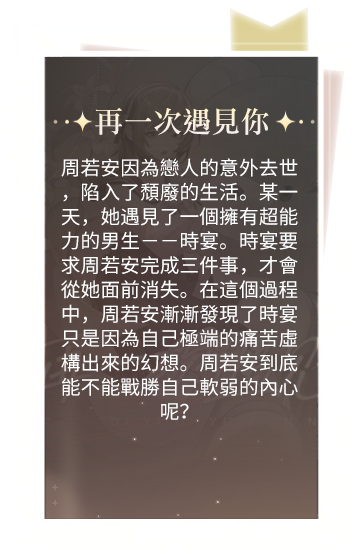 再一次遇見你
周若安因為戀人的意外去世
，陷入了頹廢的生活。某一
天，她遇見了一個擁有超能
力的男生－－時宴。時宴要
求周若安完成三件事，才會
從她面前消失。在這個過程
中，周若安漸漸發現了時宴
只是因為自己極端的痛苦虛
構出來的幻想。周若安到底
能不能戰勝自己軟弱的內心
呢？